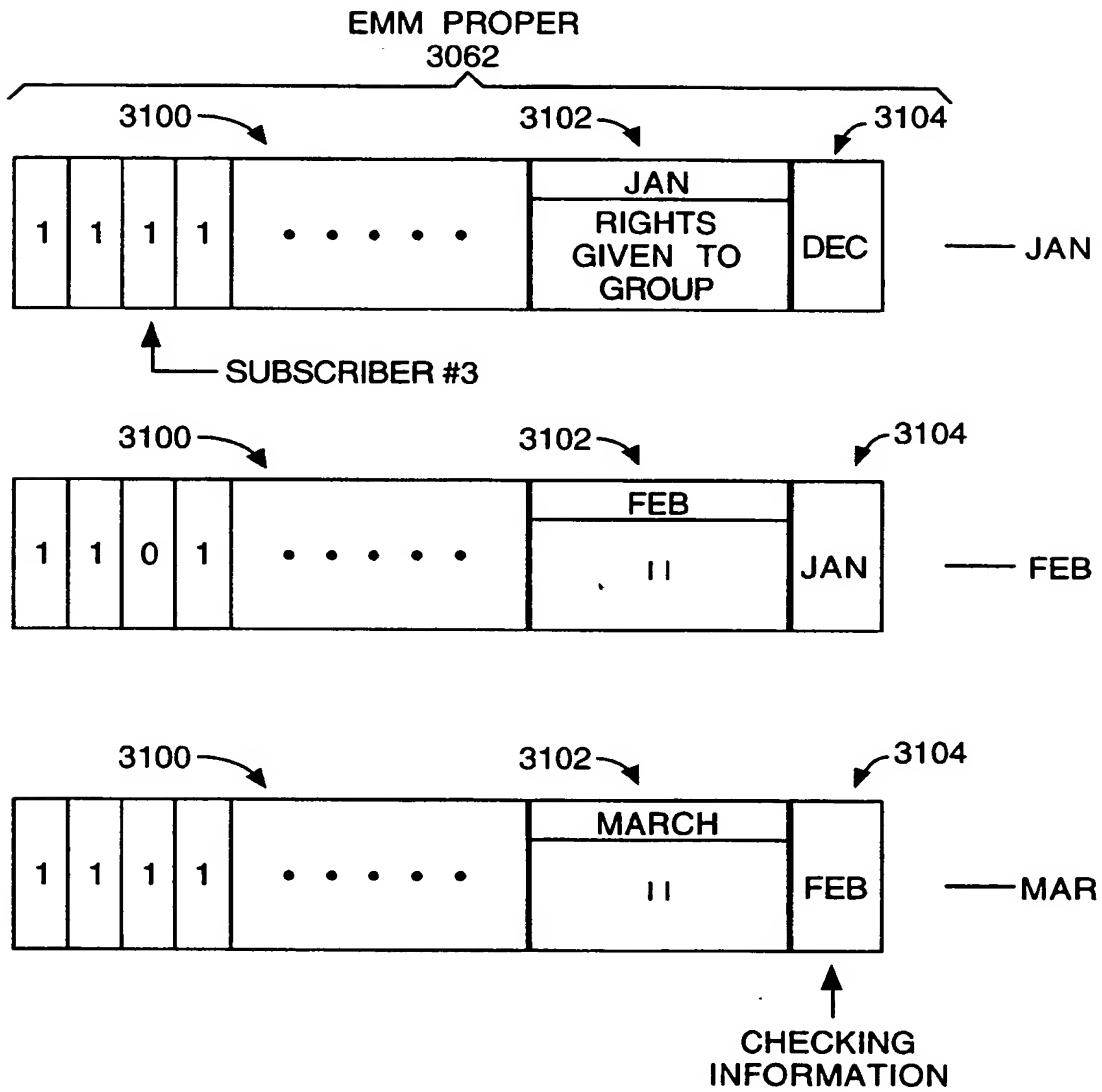 EMM PROPER
3062
3100
3102
3104
1 1 1 1
JAN
RIGHTS
GIVEN TO
GROUP
DEC
JAN
SUBSCRIBER #3
3100
3102
3104
1 1 0 1
FEB
"
JAN
FEB
3100
3102
3104
1 1 1 1
MARCH
"
FEB
MAR
CHECKING
INFORMATION